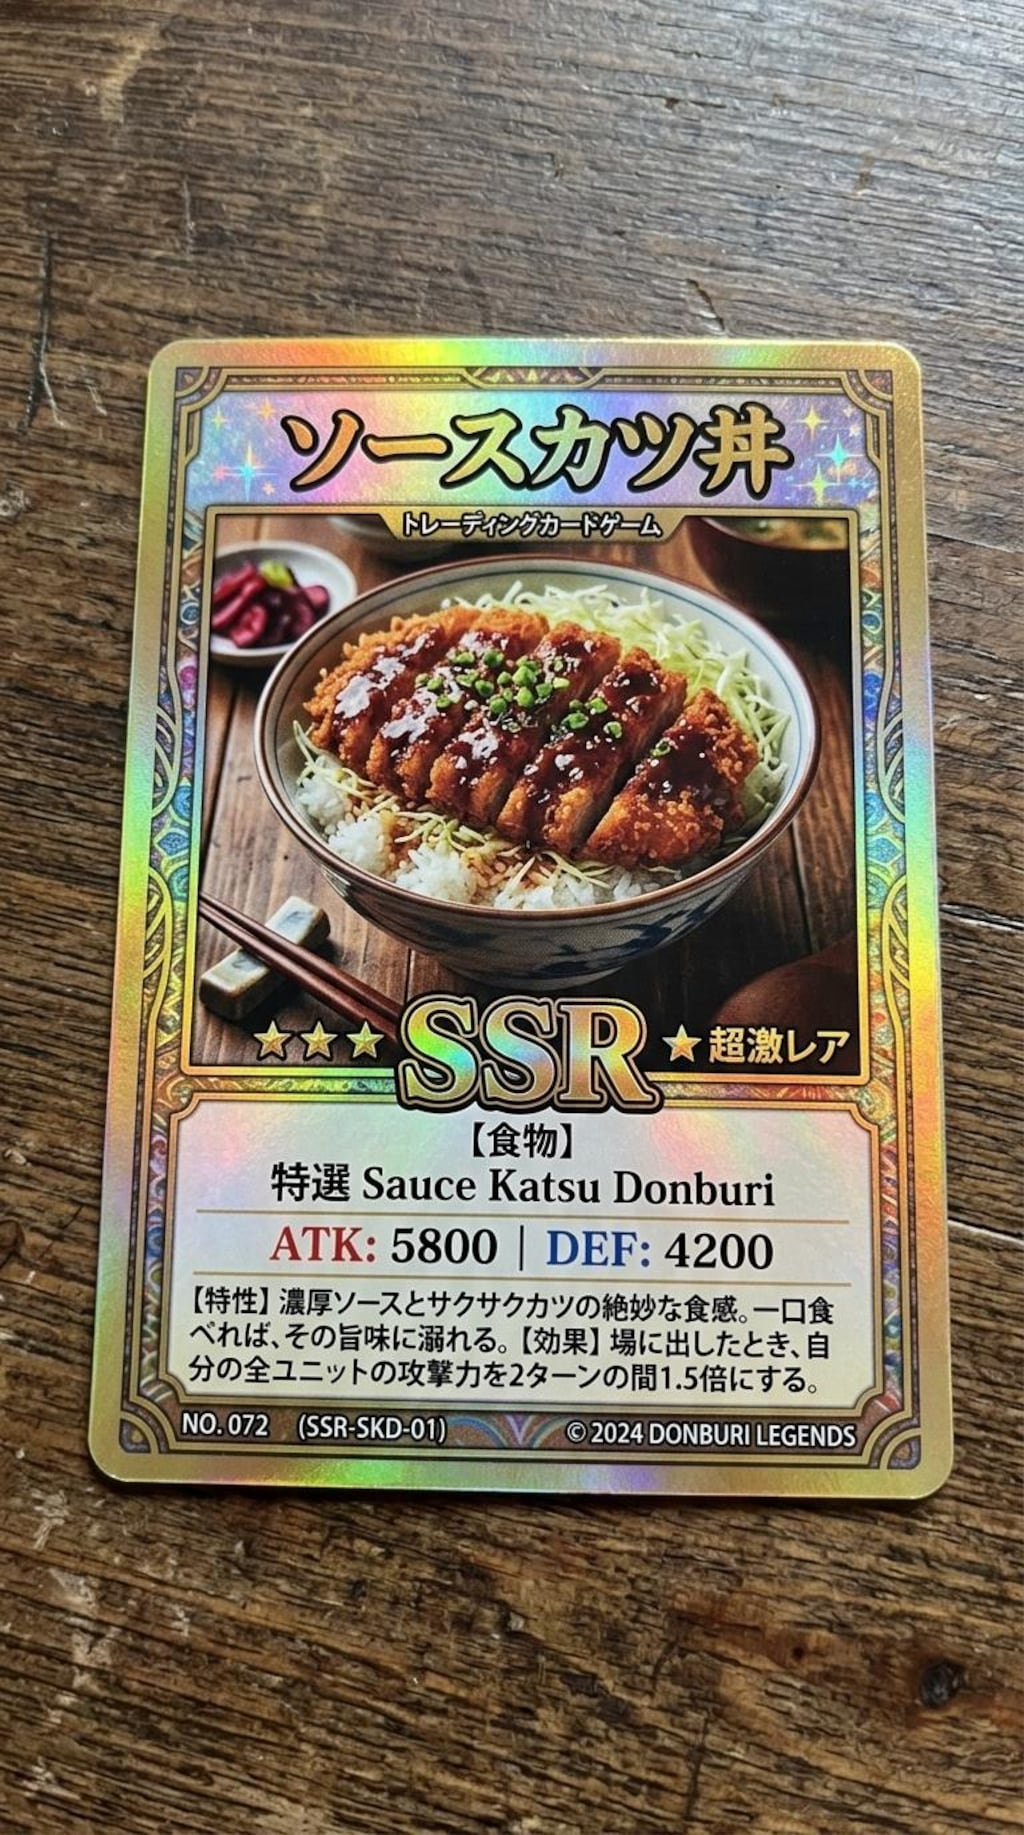 ソースカツ丼
トレーディングカードゲーム
★★★ SSR ★超激レア
【食物】
特選 Sauce Katsu Donburi
ATK: 5800 | DEF: 4200
【特性】濃厚ソースとサクサクカツの絶妙な食感。一口食
べれば、その旨味に溺れる。【効果】場に出したとき、自
分の全ユニットの攻撃力を2ターンの間1.5倍にする。
NO. 072 (SSR-SKD-01) © 2024 DONBURI LEGENDS